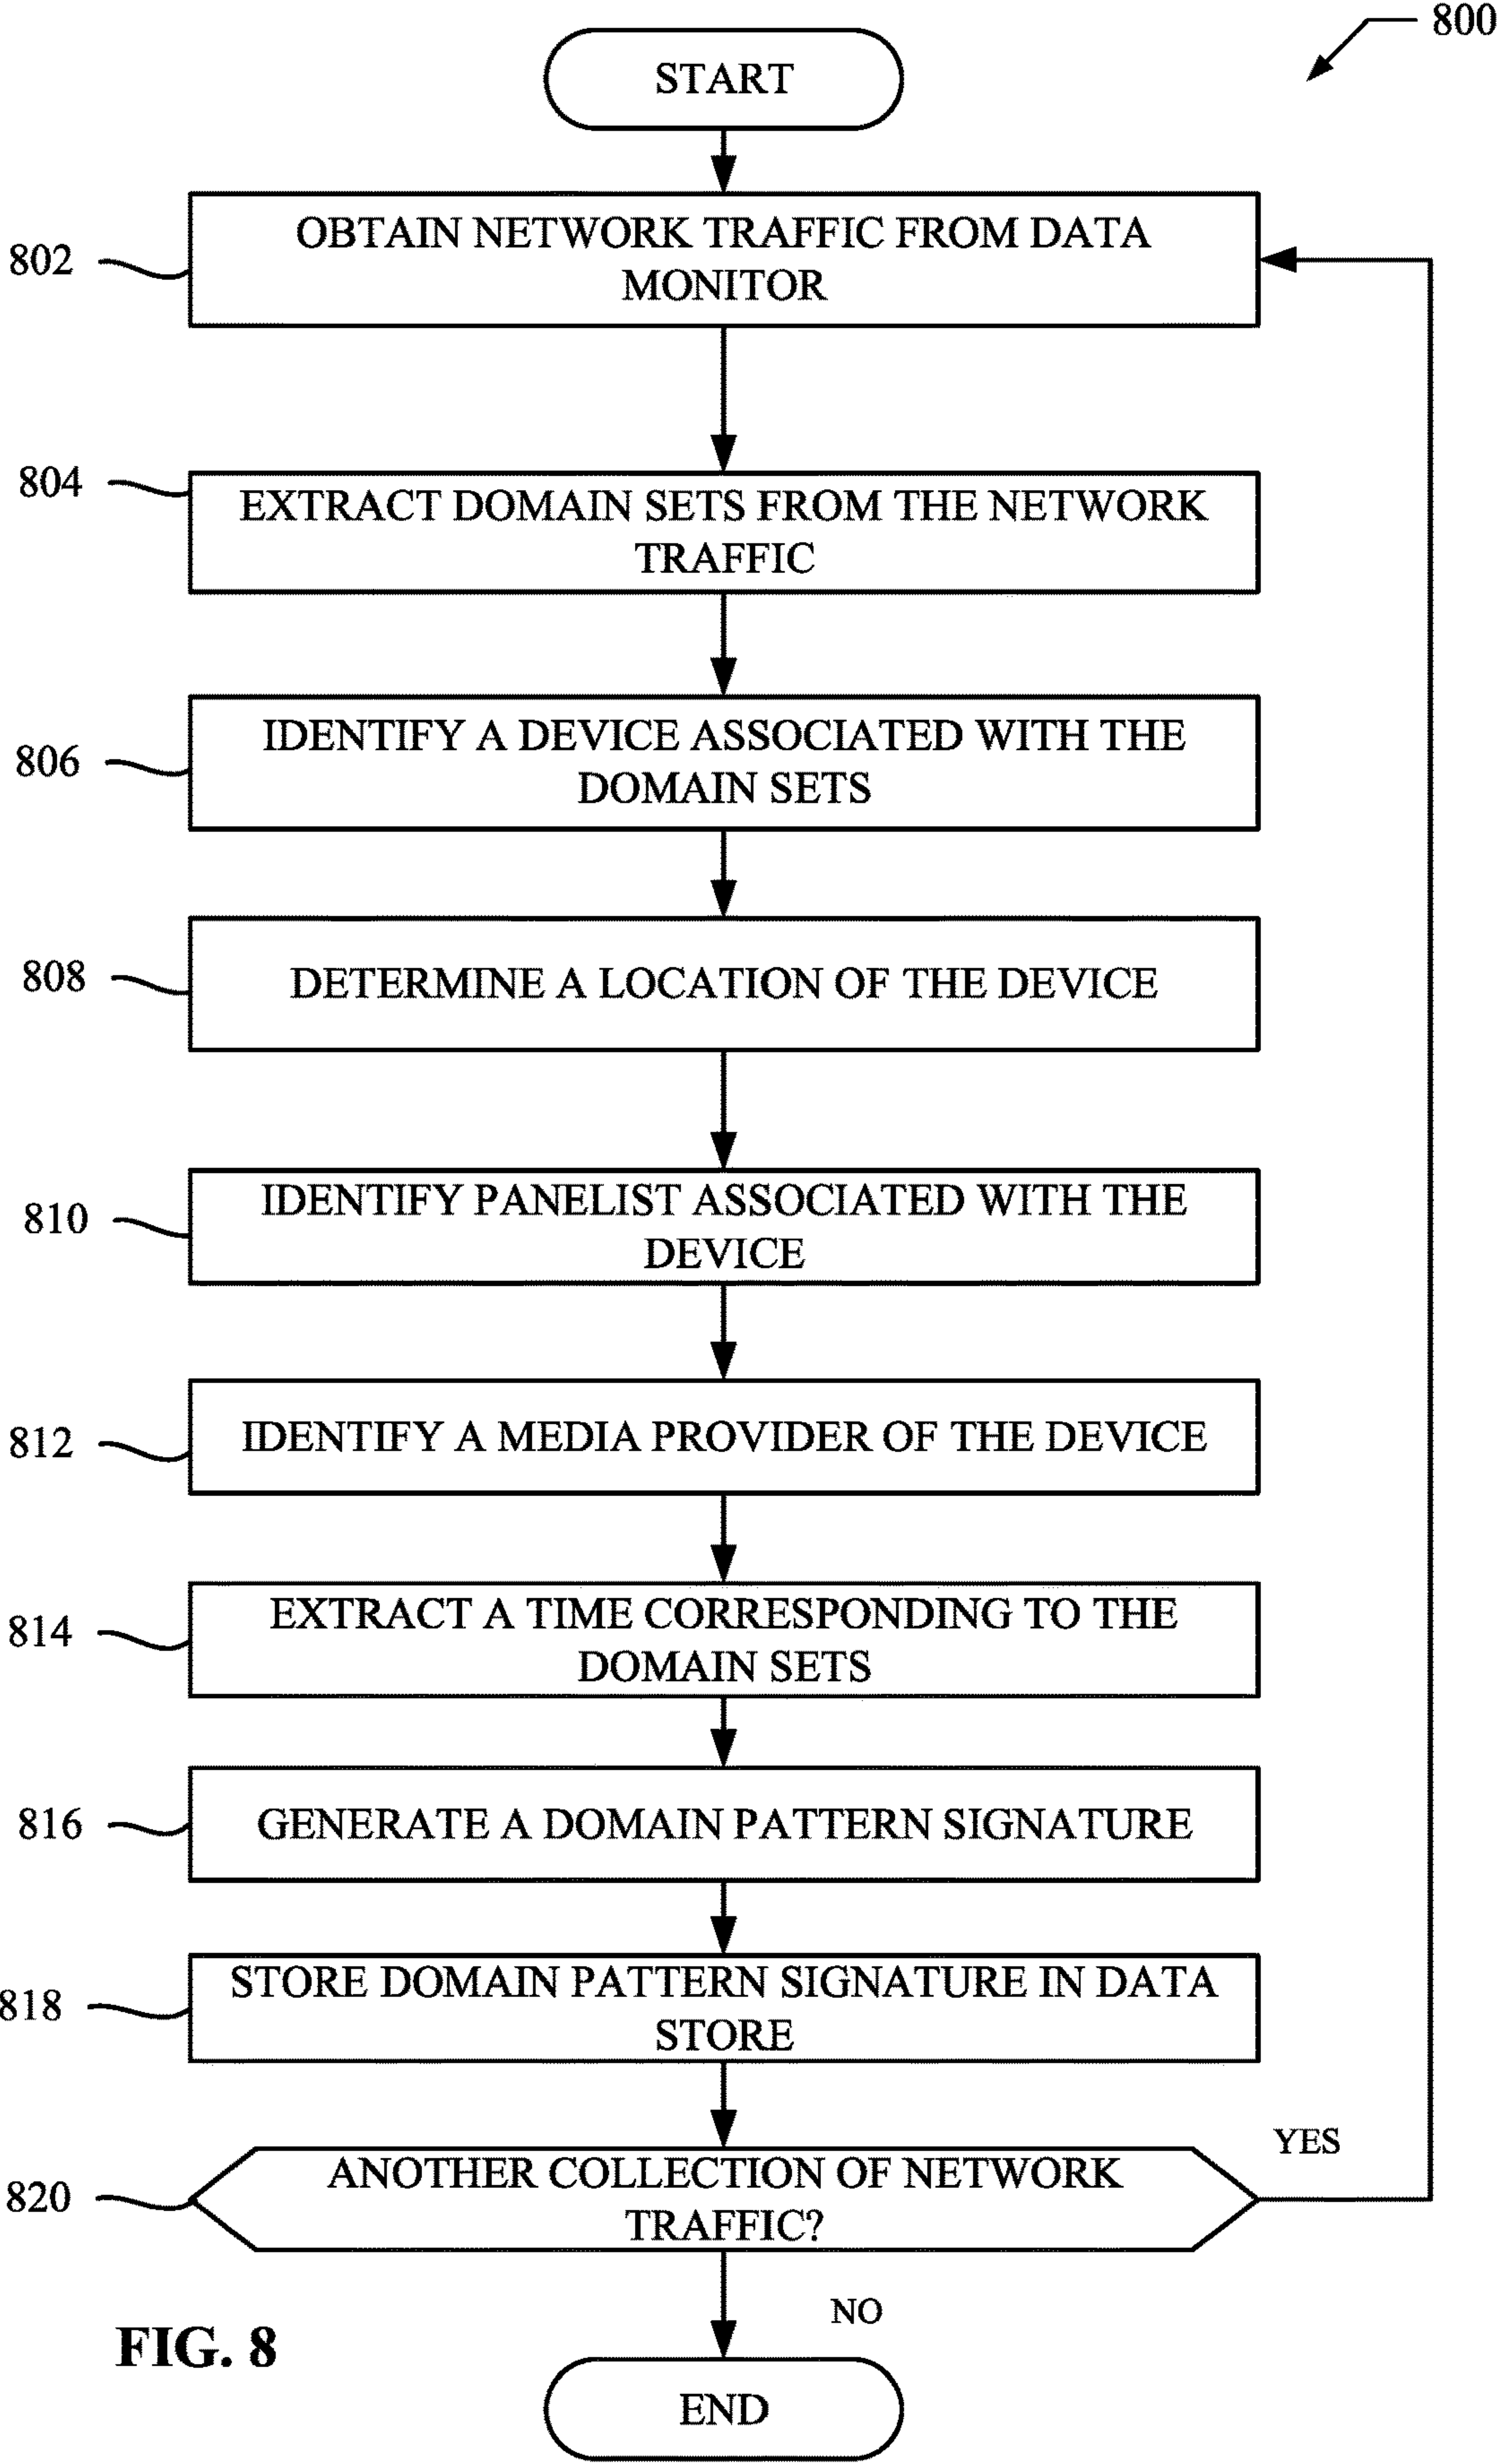 800
START
802
OBTAIN NETWORK TRAFFIC FROM DATA
MONITOR
804
EXTRACT DOMAIN SETS FROM THE NETWORK
TRAFFIC
806
IDENTIFY A DEVICE ASSOCIATED WITH THE
DOMAIN SETS
808
DETERMINE A LOCATION OF THE DEVICE
810
IDENTIFY PANELIST ASSOCIATED WITH THE
DEVICE
812
IDENTIFY A MEDIA PROVIDER OF THE DEVICE
814
EXTRACT A TIME CORRESPONDING TO THE
DOMAIN SETS
816
GENERATE A DOMAIN PATTERN SIGNATURE
818
STORE DOMAIN PATTERN SIGNATURE IN DATA
STORE
820
ANOTHER COLLECTION OF NETWORK
TRAFFIC?
YES
NO
FIG. 8
END